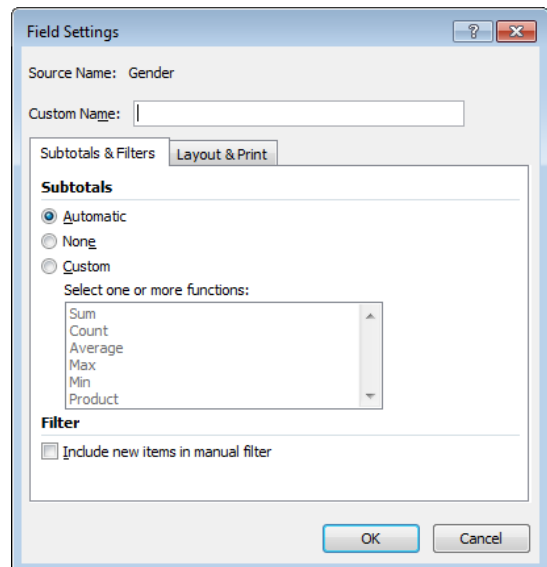 Field Settings
Source Name: Gender
Custom Name:
Subtotals & Filters Layout & Print
Subtotals
Automatic
None
Custom
Select one or more functions:
Sum
Count
Average
Max
Min
Product
Filter
Include new items in manual filter
OK Cancel